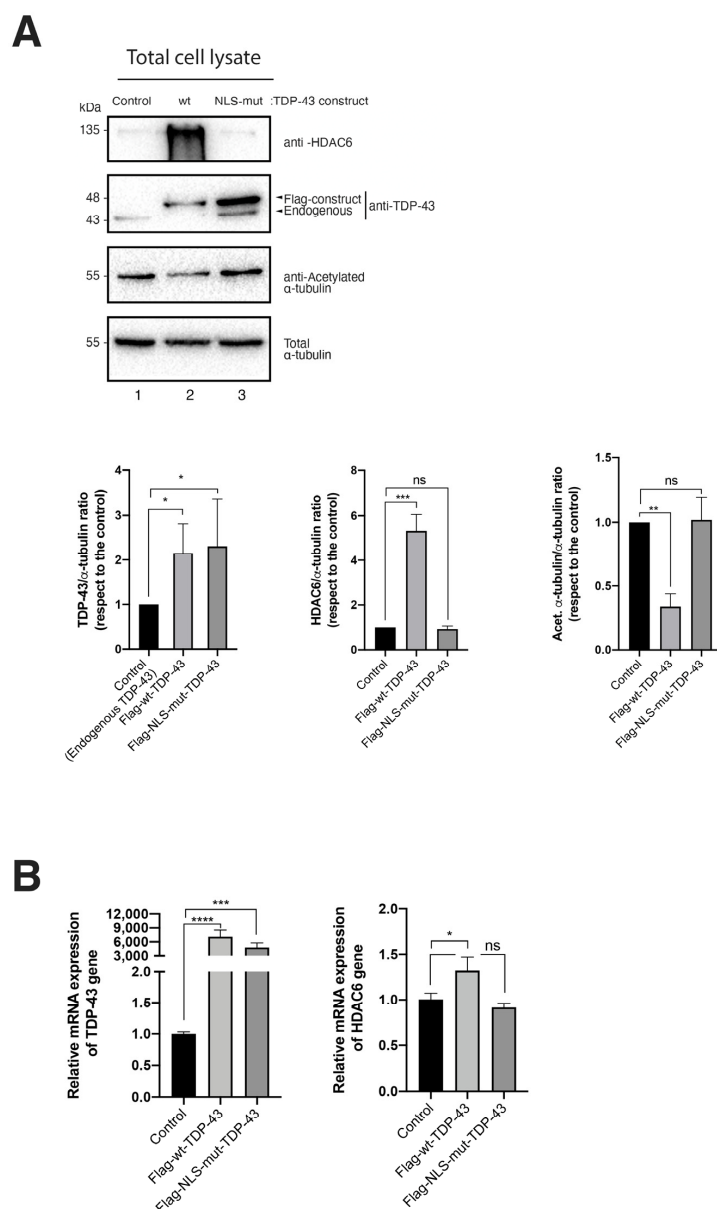 A
Total cell lysate
kDa
Control wt NLS-mut :TDP-43 construct
135
anti -HDAC6
48
43
Flag-construct
Endogenous
anti-TDP-43
55
anti-Acetylated
α-tubulin
55
Total
α-tubulin
1 2 3
TDP-43/α-tubulin ratio
(respect to the control)
4
3
2
1
0
*
*
Control
(Endogenous TDP-43)
Flag-wt-TDP-43
Flag-NLS-mut-TDP-43
HDAC6/α-tubulin ratio
(respect to the control)
8
6
4
2
0
ns
***
Control
Flag-wt-TDP-43
Flag-NLS-mut-TDP-43
Acet. α-tubulin/α-tubulin ratio
(respect to the control)
1.5
1.0
0.5
0.0
ns
**
Control
Flag-wt-TDP-43
Flag-NLS-mut-TDP-43
B
Relative mRNA expression
of TDP-43 gene
12,000
9,000
6,000
3,000
2.0
1.5
1.0
0.5
0.0
***
****
Control
Flag-wt-TDP-43
Flag-NLS-mut-TDP-43
Relative mRNA expression
of HDAC6 gene
2.0
1.5
1.0
0.5
0.0
*
ns
Control
Flag-wt-TDP-43
Flag-NLS-mut-TDP-43